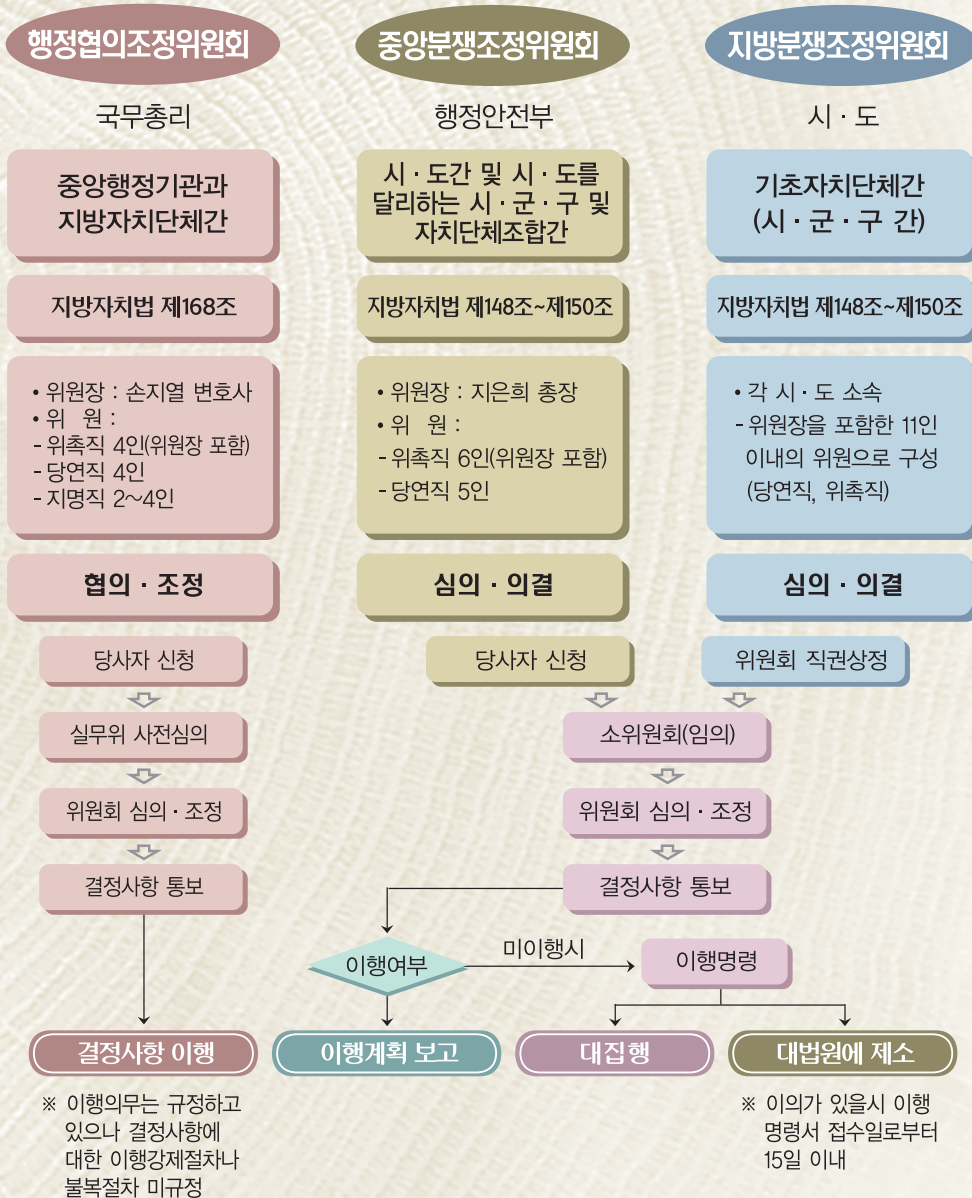 행정협의조정위원회
국무총리
중앙행정기관과
지방자치단체간
지방자치법 제168조
• 위원장 : 손지열 변호사
• 위 원 :
- 위촉직 4인(위원장 포함)
- 당연직 4인
- 지명직 2~4인
협의 · 조정
당사자 신청
실무위 사전심의
위원회 심의 · 조정
결정사항 통보
결정사항 이행
※ 이행의무는 규정하고
있으나 결정사항에
대한 이행강제절차나
불복절차 미규정
중앙분쟁조정위원회
행정안전부
시 · 도간 및 시 · 도를
달리하는 시 · 군 · 구 및
자치단체조합간
지방자치법 제148조~제150조
• 위원장 : 지은희 총장
• 위 원 :
- 위촉직 6인(위원장 포함)
- 당연직 5인
심의 · 의결
당사자 신청
지방분쟁조정위원회
시 · 도
기초자치단체간
(시 · 군 · 구 간)
지방자치법 제148조~제150조
• 각 시 · 도 소속
- 위원장을 포함한 11인
이내의 위원으로 구성
(당연직, 위촉직)
심의 · 의결
위원회 직권상정
소위원회(임의)
위원회 심의 · 조정
결정사항 통보
이행여부
미이행시
이행명령
이행계획 보고
대집행
대법원에 제소
※ 이의가 있을시 이행
명령서 접수일로부터
15일 이내